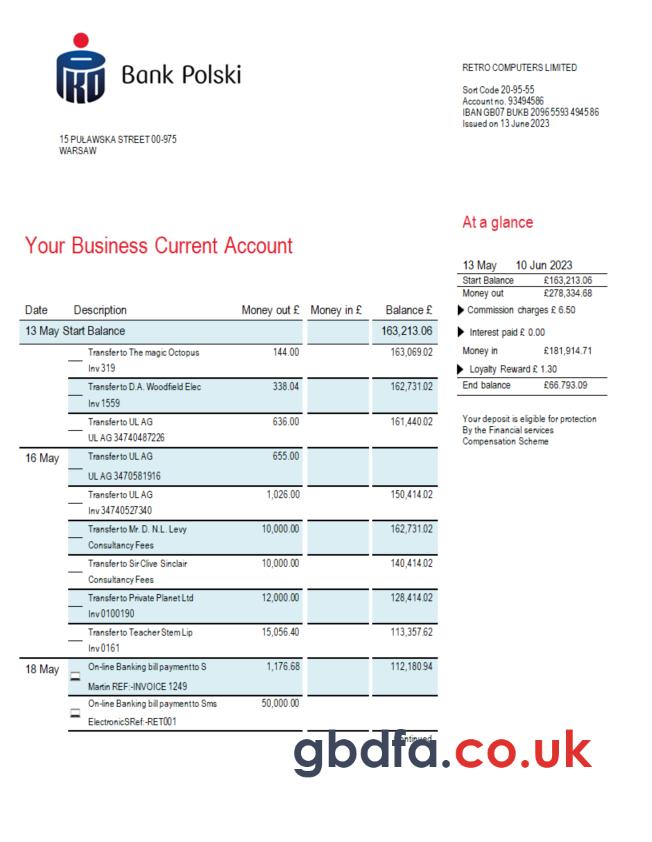 PKO Bank Polski
RETRO COMPUTERS LIMITED
Sort Code 20-95-55
Account no. 93494586
IBAN GB07 BUKB 20965593 494586
Issued on 13 June 2023
15 PUŁAWSKA STREET 00-975
WARSAW
At a glance
Your Business Current Account
13 May 10 Jun 2023
Start Balance £163,213.06
Money out £278,334.68
Commission charges £ 6.50
Interest paid £ 0.00
Money in £181,914.71
Loyalty Reward £ 1.30
End balance £66.793.09
Your deposit is eligible for protection
By the Financial services
Compensation Scheme
Date Description Money out £ Money in £ Balance £
13 May Start Balance 163,213.06
Transfer to The magic Octopus 144.00 163,069.02
Inv 319
Transfer to D.A. Woodfield Elec 338.04 162,731.02
Inv 1559
Transfer to UL AG 636.00 161,440.02
UL AG 34740487226
16 May Transfer to UL AG 655.00
UL AG 3470581916
Transfer to UL AG 1,026.00 150,414.02
Inv 34740527340
Transfer to Mr. D. N.L. Levy 10,000.00 162,731.02
Consultancy Fees
Transfer to Sir Clive Sinclair 10,000.00 140,414.02
Consultancy Fees
Transfer to Private Planet Ltd 12,000.00 128,414.02
Inv 0100190
Transfer to Teacher Stem Lip 15,056.40 113,357.62
Inv 0161
18 May On-line Banking bill payment to S 1,176.68 112,180.94
Martin REF:-INVOICE 1249
On-line Banking bill payment to Sms 50,000.00
ElectronicSRef:-RET001
gbdfa.co.uk